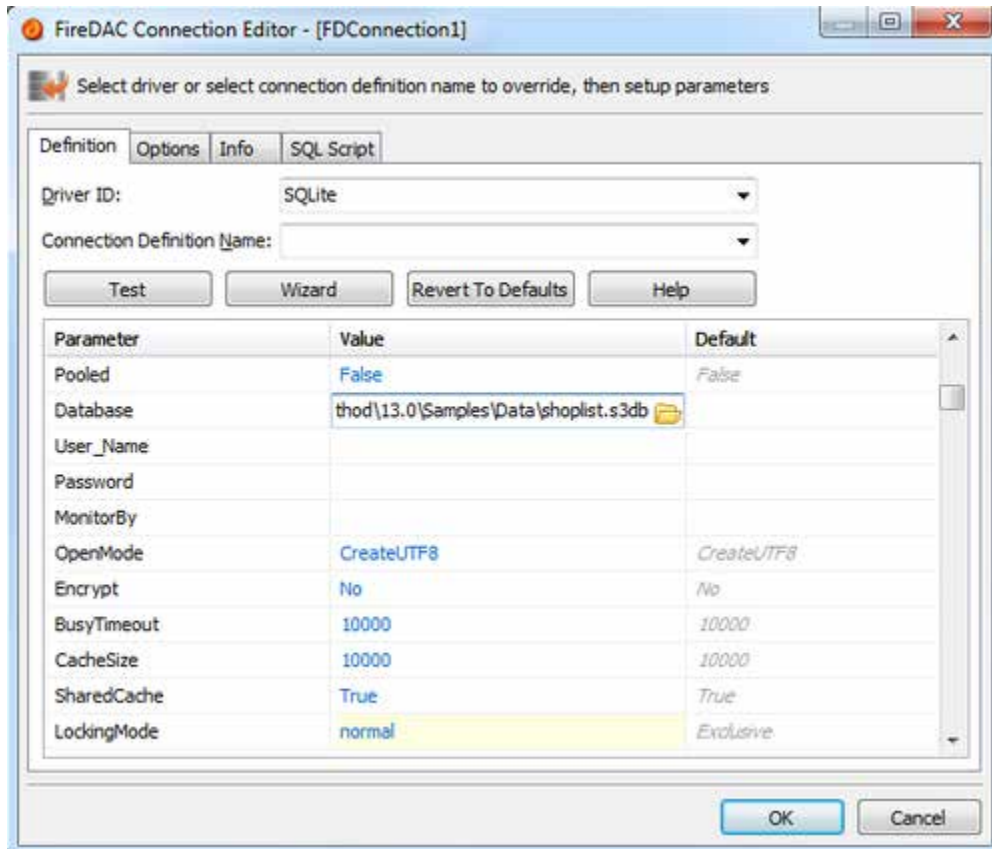 FireDAC Connection Editor - [FDConnection1]
Select driver or select connection definition name to override, then setup parameters
Definition Options Info SQL Script
Driver ID: SQLite
Connection Definition Name:
Test Wizard Revert To Defaults Help
Parameter Value Default
Pooled False False
Database thod\13.0\Samples\Data\shoplist.s3db
User_Name
Password
MonitorBy
OpenMode CreateUTF8 CreateUTF8
Encrypt No No
BusyTimeout 10000 10000
CacheSize 10000 10000
SharedCache True True
LockingMode normal Exclusive
OK Cancel